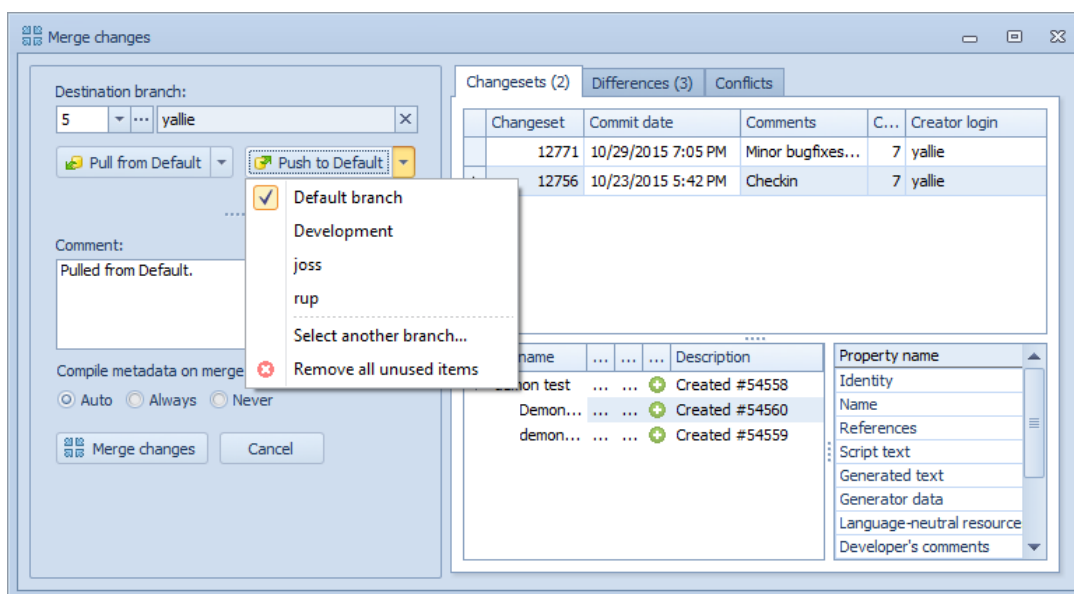 Merge changes
Destination branch:
5 ... yallie
Pull from Default
Push to Default
Default branch
Development
joss
rup
Select another branch...
Remove all unused items
Comment:
Pulled from Default.
Compile metadata on merge
Auto Always Never
Merge changes Cancel
Changesets (2) Differences (3) Conflicts
Changeset Commit date Comments C... Creator login
12771 10/29/2015 7:05 PM Minor bugfixes... 7 yallie
12756 10/23/2015 5:42 PM Checkin 7 yallie
name ... ... ... Description
test ... ... Created #54558
Demon... ... ... Created #54560
demon... ... ... Created #54559
Property name
Identity
Name
References
Script text
Generated text
Generator data
Language-neutral resource
Developer's comments